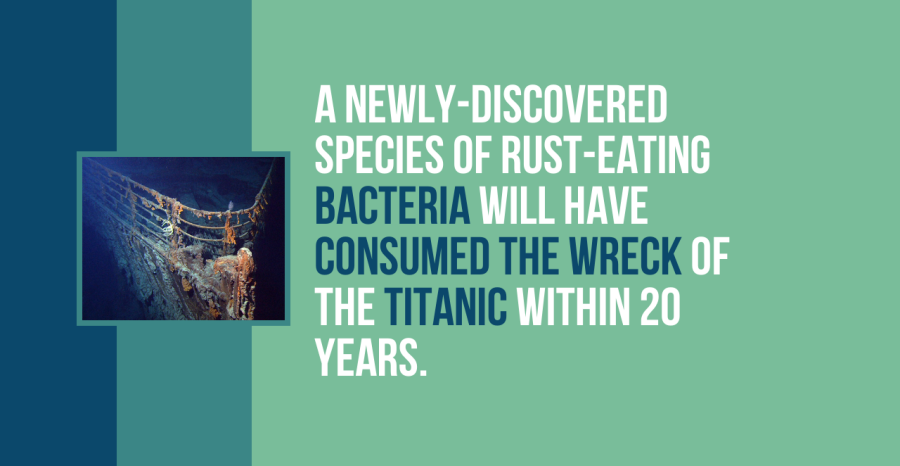 A NEWLY-DISCOVERED
SPECIES OF RUST-EATING
BACTERIA WILL HAVE
CONSUMED THE WRECK OF
THE TITANIC WITHIN 20
YEARS.